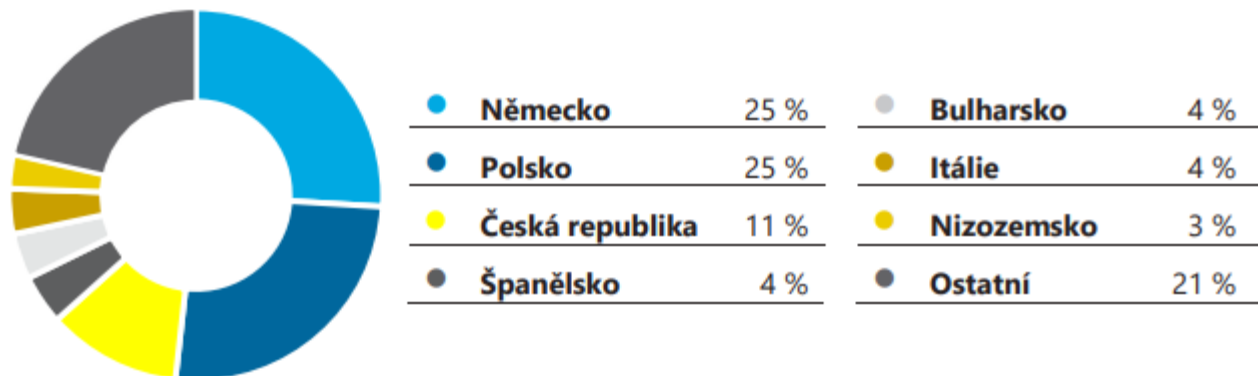 Německo 25 %
Polsko 25 %
Česká republika 11 %
Španělsko 4 %
Bulharsko 4 %
Itálie 4 %
Nizozemsko 3 %
Ostatní 21 %